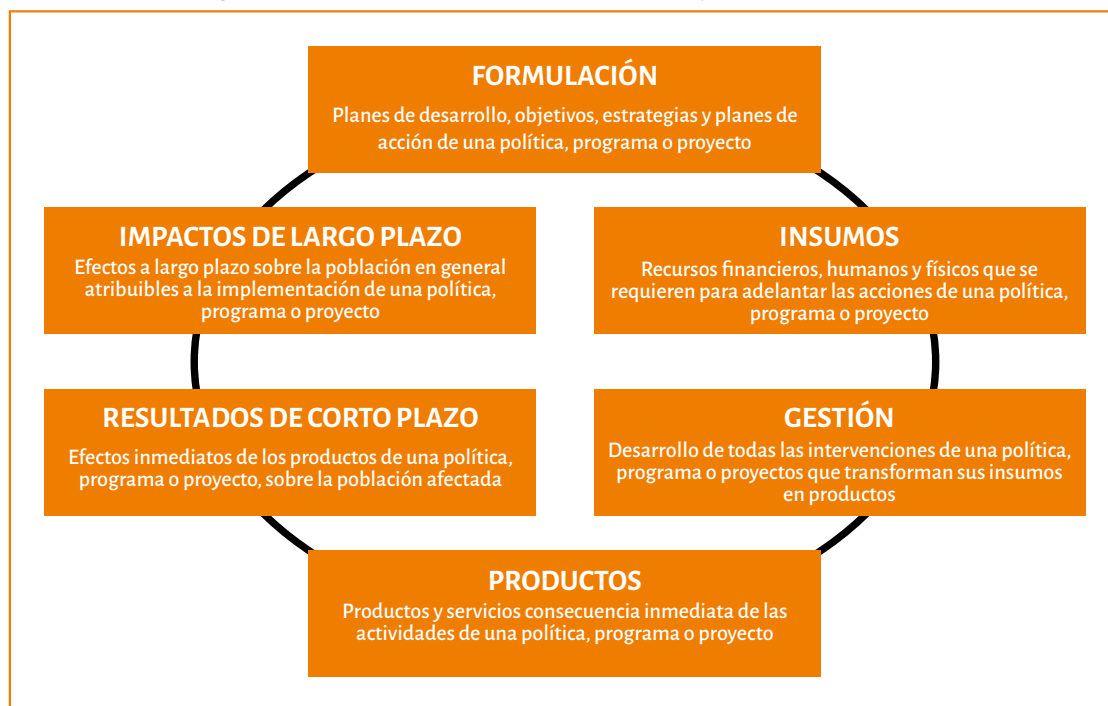 FORMULACIÓN
Planes de desarrollo, objetivos, estrategias y planes de
acción de una política, programa o proyecto
IMPACTOS DE LARGO PLAZO
Efectos a largo plazo sobre la población en general
atribuibles a la implementación de una política,
programa o proyecto
INSUMOS
Recursos financieros, humanos y físicos que se
requieren para adelantar las acciones de una política,
programa o proyecto
RESULTADOS DE CORTO PLAZO
Efectos inmediatos de los productos de una política,
programa o proyecto, sobre la población afectada
GESTIÓN
Desarrollo de todas las intervenciones de una política,
programa o proyectos que transforman sus insumos
en productos
PRODUCTOS
Productos y servicios consecuencia inmediata de las
actividades de una política, programa o proyecto